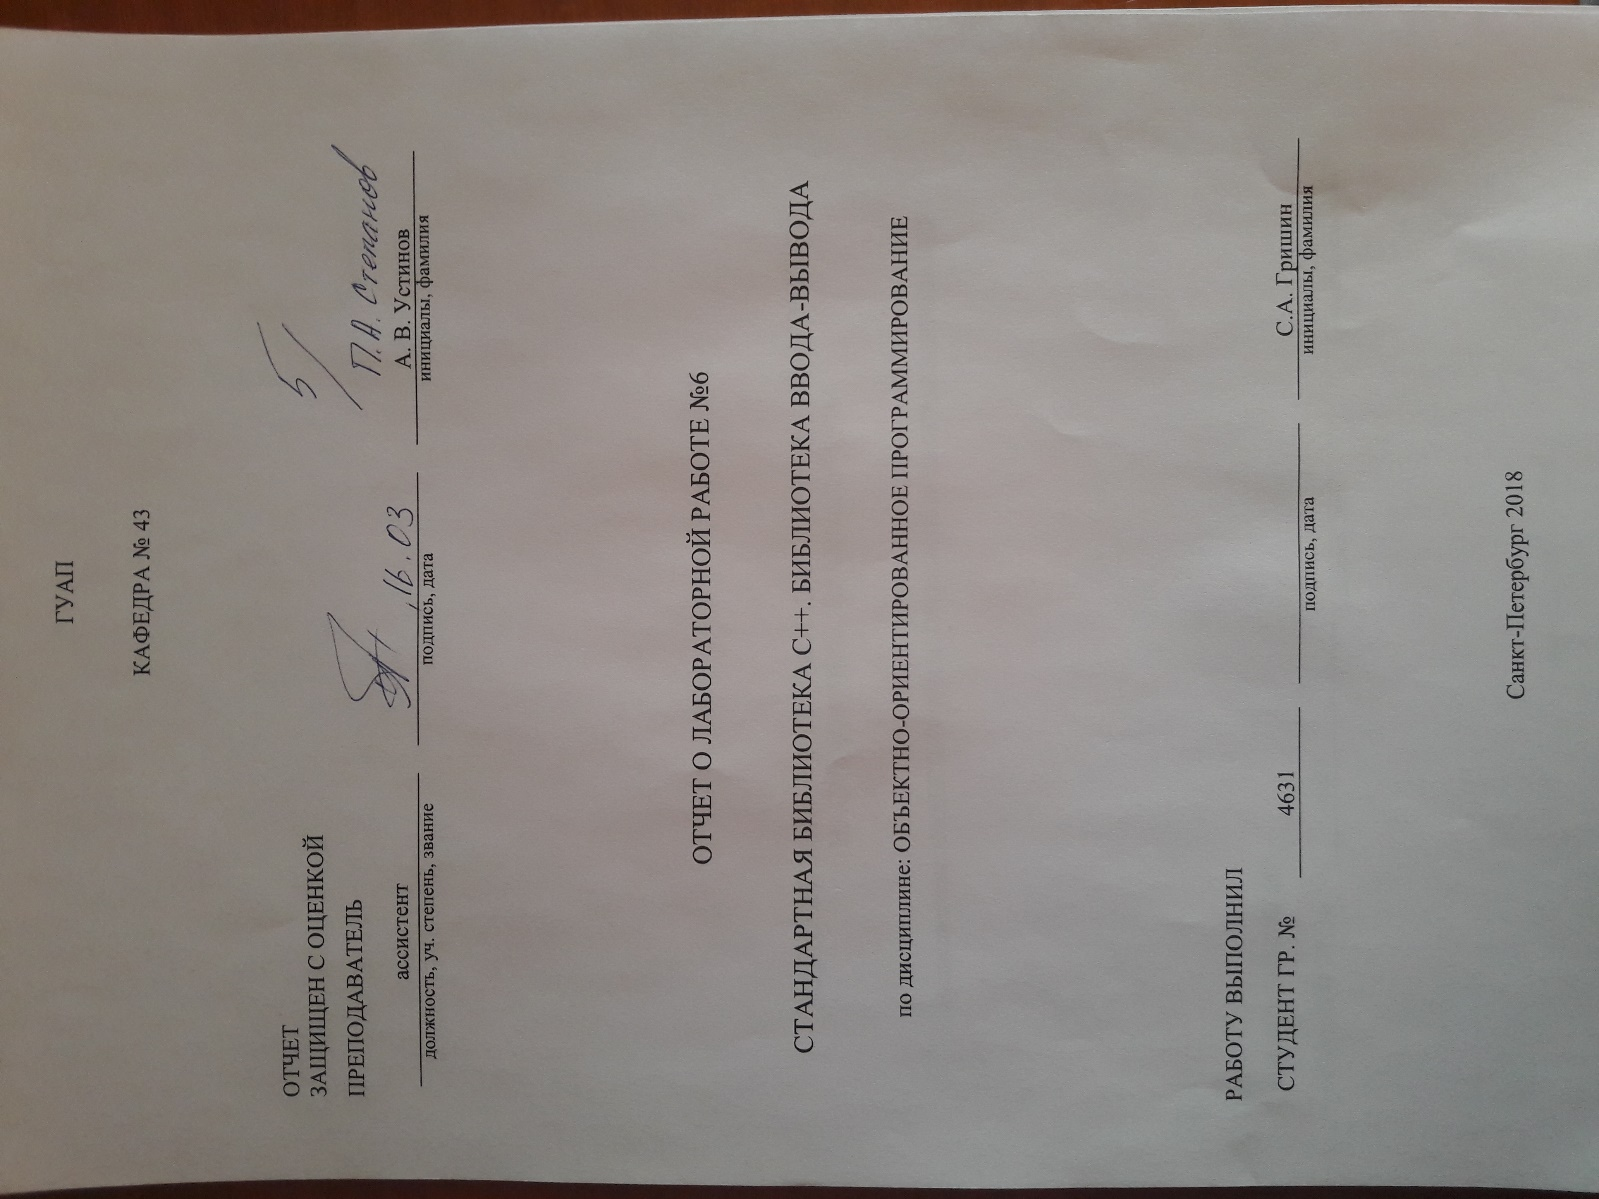 ГУАП
КАФЕДРА № 43
ОТЧЕТ
ЗАЩИЩЕН С ОЦЕНКОЙ
5
ПРЕПОДАВАТЕЛЬ
П.А. Степанов
ассистент 16.03 А. В. Устинов
должность, уч. степень, звание подпись, дата инициалы, фамилия
ОТЧЕТ О ЛАБОРАТОРНОЙ РАБОТЕ №6
СТАНДАРТНАЯ БИБЛИОТЕКА С++. БИБЛИОТЕКА ВВОДА-ВЫВОДА
по дисциплине: ОБЪЕКТНО-ОРИЕНТИРОВАННОЕ ПРОГРАММИРОВАНИЕ
РАБОТУ ВЫПОЛНИЛ
СТУДЕНТ ГР. № 4631 С.А. Гришин
подпись, дата инициалы, фамилия
Санкт-Петербург 2018